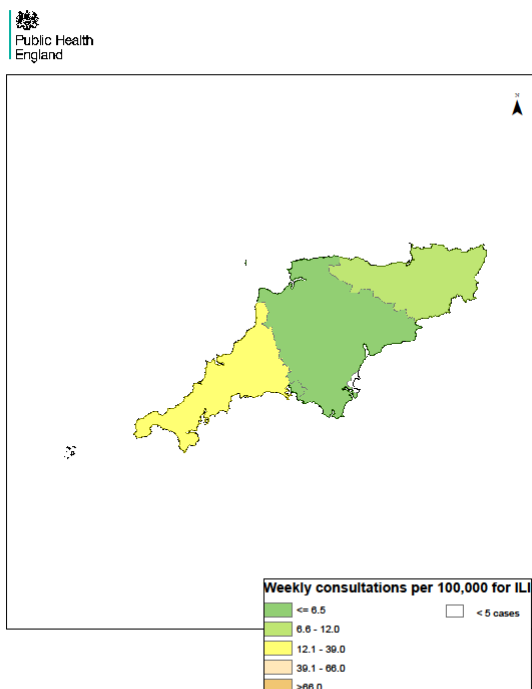 Public Health
England
N
Weekly consultations per 100,000 for ILI
<= 6.5
< 5 cases
6.6 - 12.0
12.1 - 39.0
39.1 - 66.0
>66.0